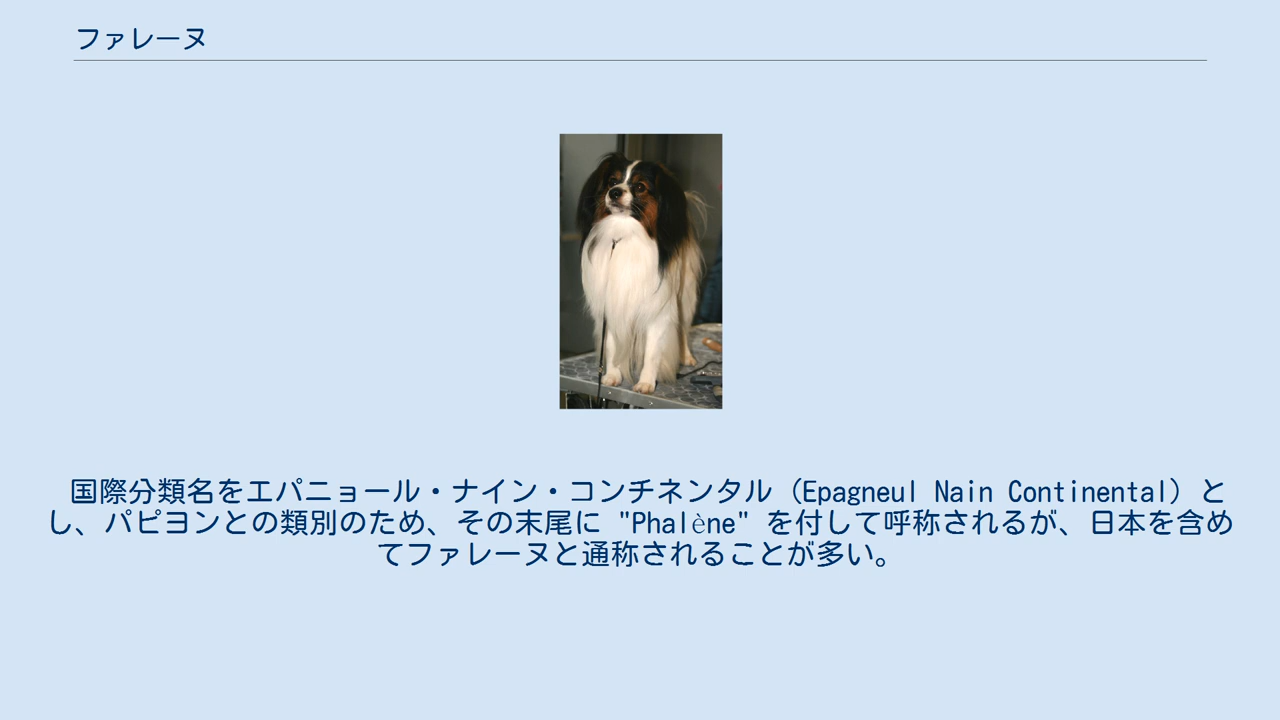 ファレーヌ
国際分類名をエパニョール・ナイン・コンチネンタル（Epagneul Nain Continental）と
し、パピヨンとの類別のため、その末尾に "Phalène" を付して呼称されるが、日本を含め
てファレーヌと通称されることが多い。